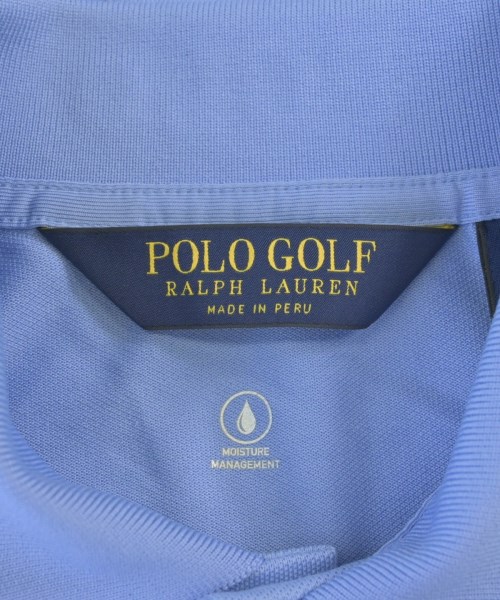 POLO GOLF
RALPH LAUREN
MADE IN PERU
MOISTURE
MANAGEMENT